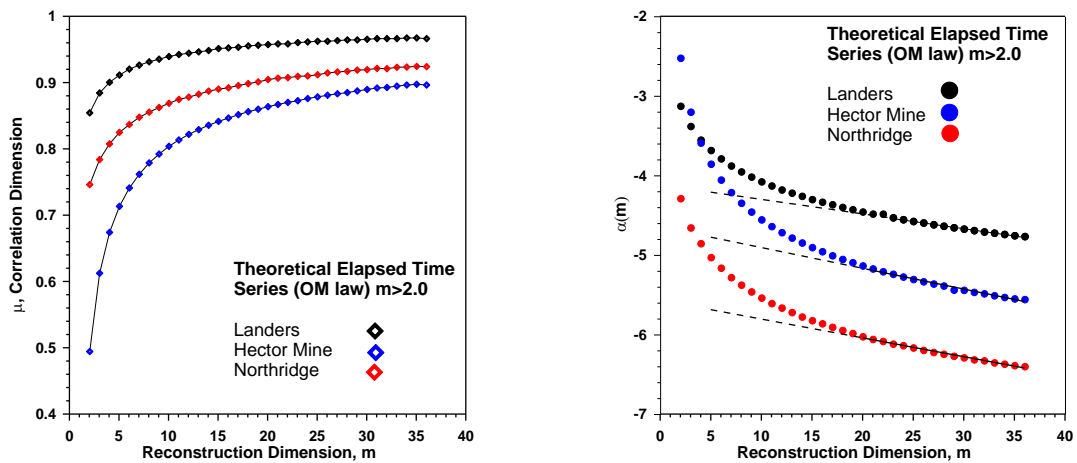 1
0.9
0.8
0.7
0.6
0.5
0.4
μ, Correlation Dimension
Theoretical Elapsed Time
Series (OM law) m>2.0
Landers
Hector Mine
Northridge
0 5 10 15 20 25 30 35 40
Reconstruction Dimension, m
-2
-3
-4
-5
-6
-7
α(m)
Theoretical Elapsed Time
Series (OM law) m>2.0
Landers
Hector Mine
Northridge
0 5 10 15 20 25 30 35 40
Reconstruction Dimension, m